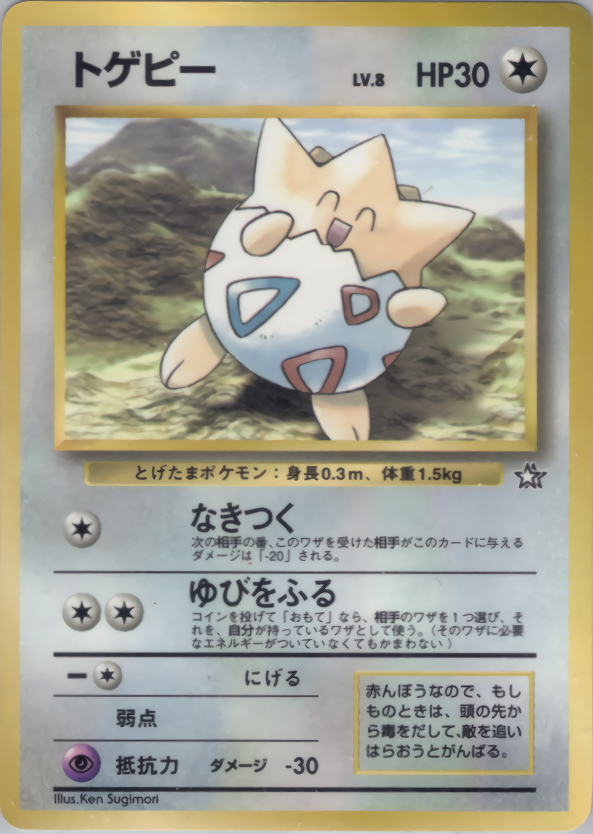 トゲピー LV.8 HP30
とげたまポケモン：身長0.3m、体重1.5kg
なきつく
次の相手の番、このワザを受けた相手がこのカードに与える
ダメージは「-20」される。
ゆびをふる
コインを投げて「おもて」なら、相手のワザを1つ選び、そ
れを、自分が持っているワザとして使う。（そのワザに必要
なエネルギーがついていなくてもかまわない）
にげる
弱点
抵抗力 ダメージ -30
赤んぼうなので、もし
ものときは、頭の先か
ら毒をだして、敵を追い
はらおうとがんばる。
Illus.Ken Sugimori